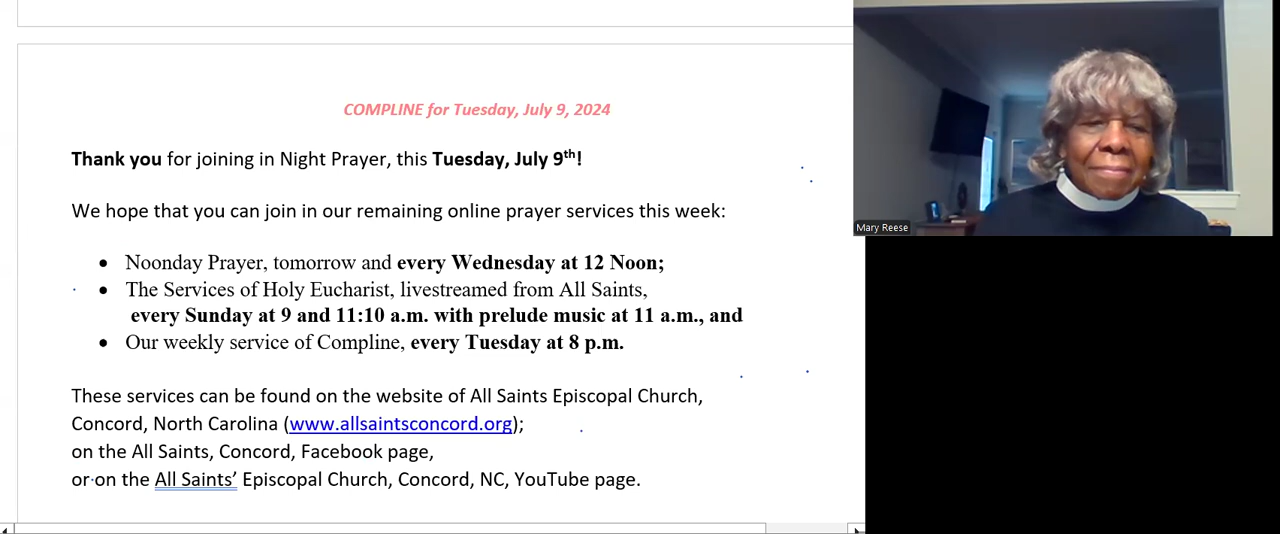 COMPLINE for Tuesday, July 9, 2024
Thank you for joining in Night Prayer, this Tuesday, July 9th!
We hope that you can join in our remaining online prayer services this week:
• Noonday Prayer, tomorrow and every Wednesday at 12 Noon;
• The Services of Holy Eucharist, livestreamed from All Saints,
every Sunday at 9 and 11:10 a.m. with prelude music at 11 a.m., and
• Our weekly service of Compline, every Tuesday at 8 p.m.
These services can be found on the website of All Saints Episcopal Church,
Concord, North Carolina (www.allsaintsconcord.org);
on the All Saints, Concord, Facebook page,
or·on the All Saints’ Episcopal Church, Concord, NC, YouTube page.
Mary Reese